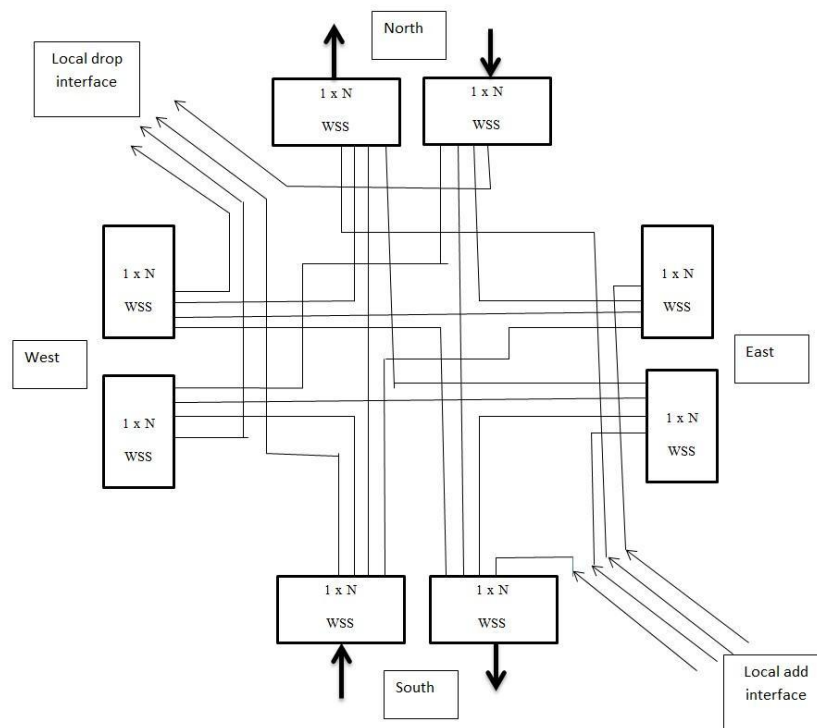 North
Local drop
interface
1 x N
WSS
1 x N
WSS
1 x N
WSS
1 x N
WSS
West
East
1 x N
WSS
1 x N
WSS
1 x N
WSS
1 x N
WSS
South
Local add
interface